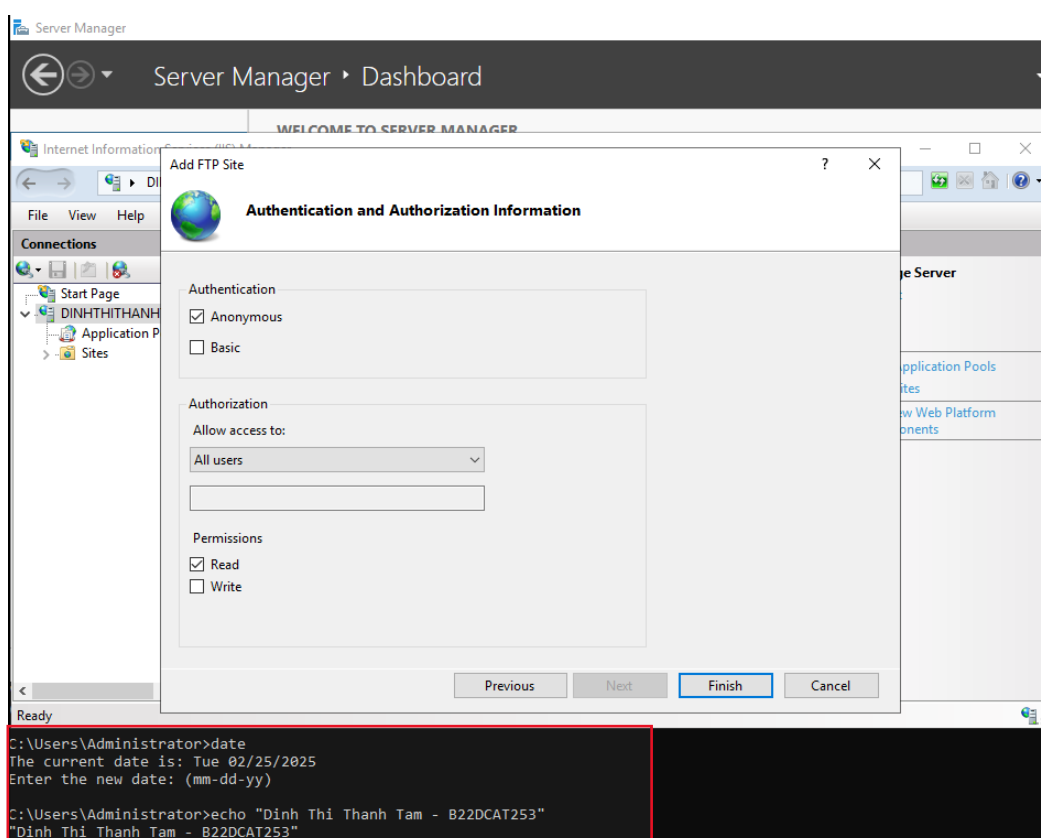 Server Manager
Server Manager ‣ Dashboard
WELCOME TO SERVER MANAGER
Internet Information
Add FTP Site
?
Authentication and Authorization Information
File View Help
Connections
Start Page
DINHTHITHANH
Application P
Sites
Authentication
Anonymous
Basic
Authorization
Allow access to:
All users
Permissions
Read
Write
Previous
Next
Finish
Cancel
ge Server
pplication Pools
ites
ew Web Platform
onents
Ready
C:\Users\Administrator>date
The current date is: Tue 02/25/2025
Enter the new date: (mm-dd-yy)
C:\Users\Administrator>echo "Dinh Thi Thanh Tam - B22DCAT253"
"Dinh Thi Thanh Tam - B22DCAT253"